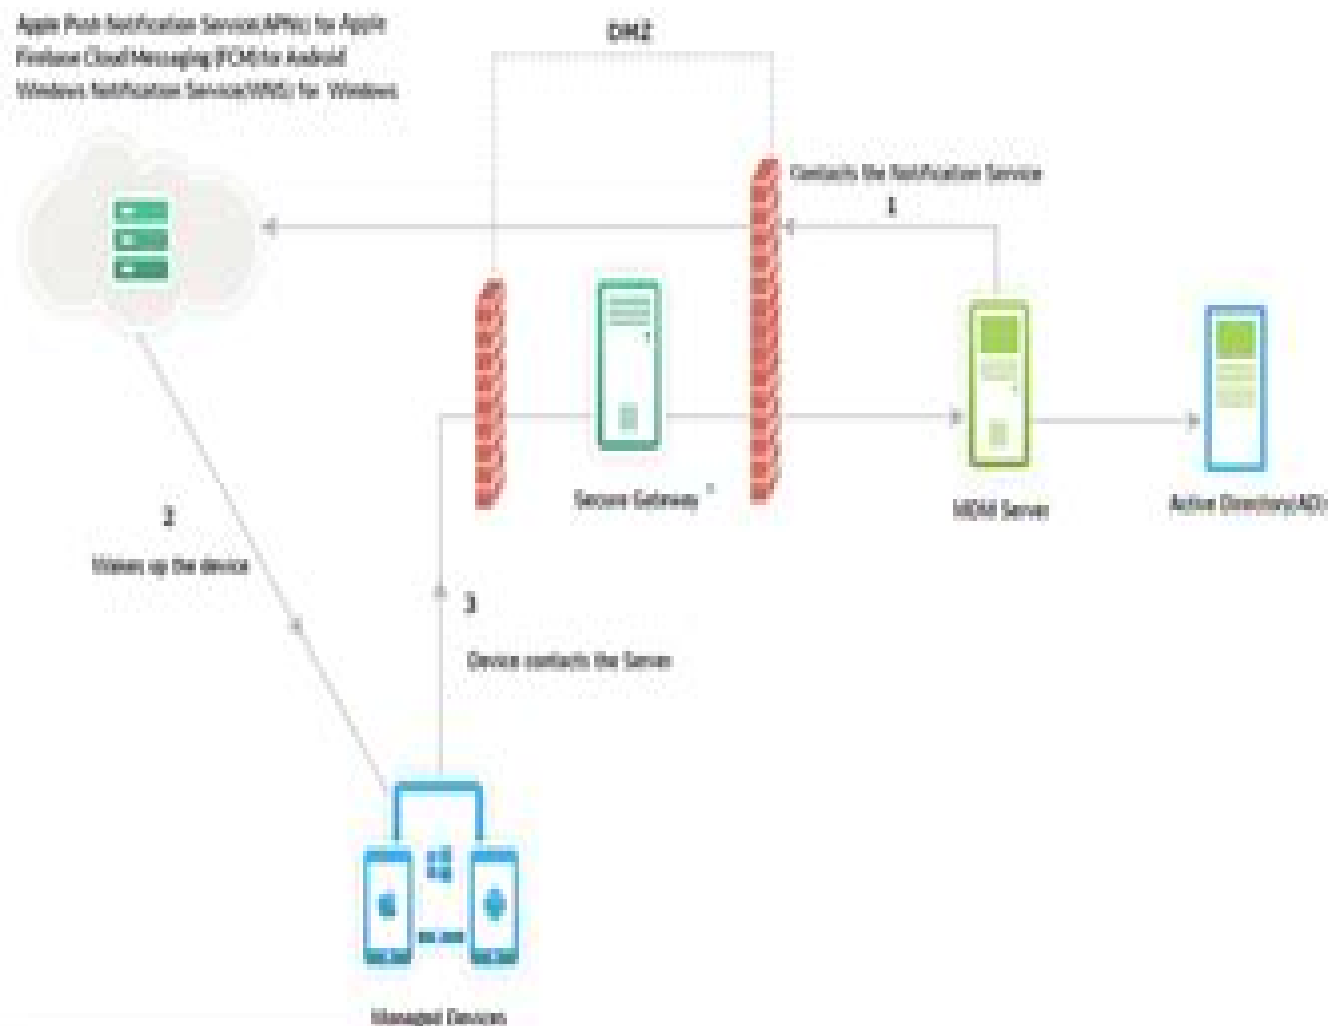 Apple Push Notification Service(APNs) for Apple
Firebase Cloud Messaging (FCM) for Android
Windows Notification Service(WNS) for Windows
DMZ
Contacts the Notification Service
1
Secure Gateway *
MDM Server
Active Directory(AD)
2
Wakes up the device
3
Device contacts the Server
Managed Devices